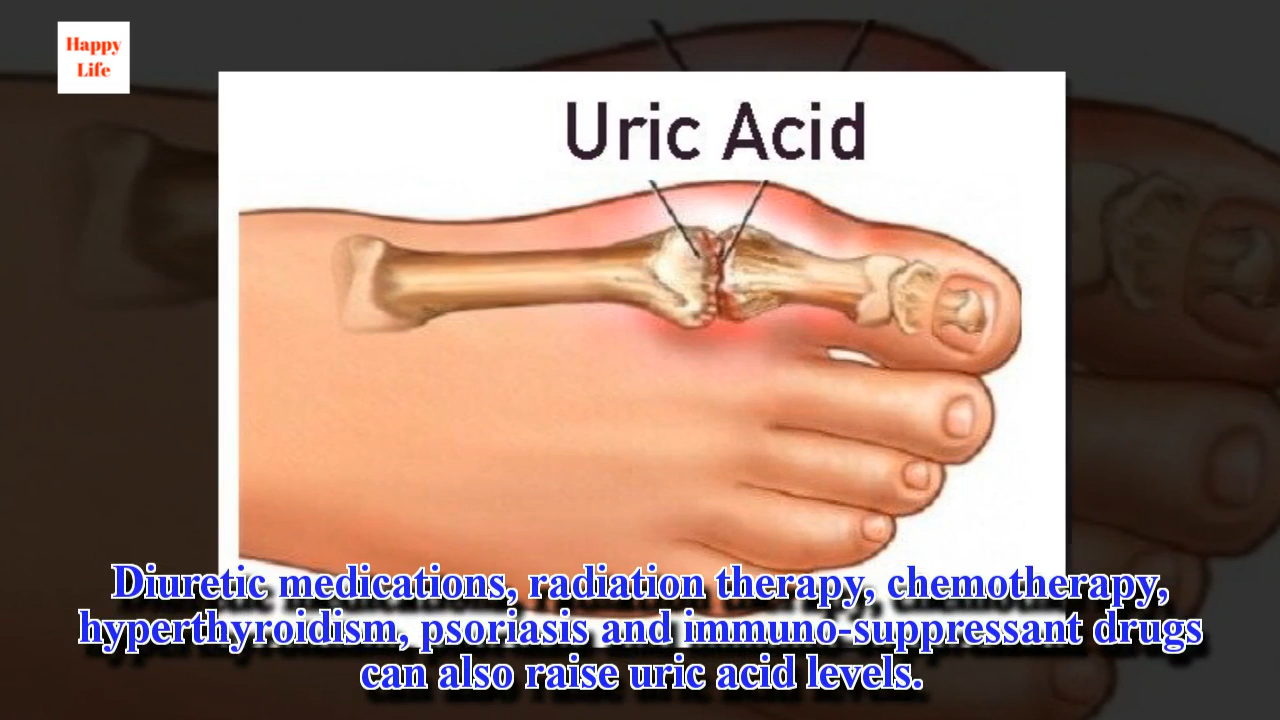 Happy
Life
Uric Acid
Diuretic medications, radiation therapy, chemotherapy,
hyperthyroidism, psoriasis and immuno-suppressant drugs
can also raise uric acid levels.